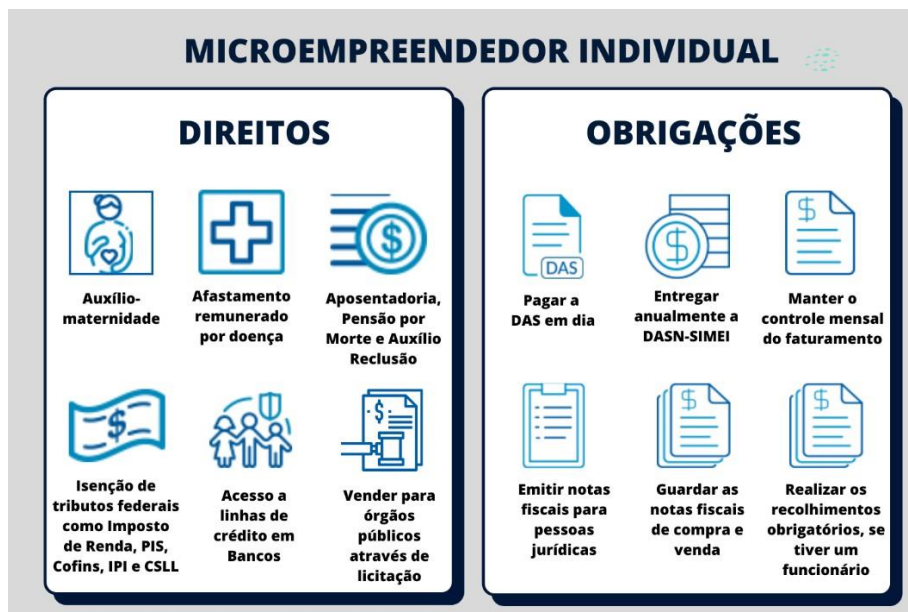 MICROEMPREENDEDOR INDIVIDUAL
DIREITOS
Auxílio-
maternidade
Afastamento
remunerado
por doença
Aposentadoria,
Pensão por
Morte e Auxílio
Reclusão
Isenção de
tributos federais
como Imposto
de Renda, PIS,
Cofins, IPI e CSLL
Acesso a
linhas de
crédito em
Bancos
Vender para
órgãos
públicos
através de
licitação
OBRIGAÇÕES
DAS
Pagar a
DAS em dia
Entregar
anualmente a
DASN-SIMEI
Manter o
controle mensal
do faturamento
Emitir notas
fiscais para
pessoas
jurídicas
Guardar as
notas fiscais
de compra e
venda
Realizar os
recolhimentos
obrigatórios, se
tiver um
funcionário